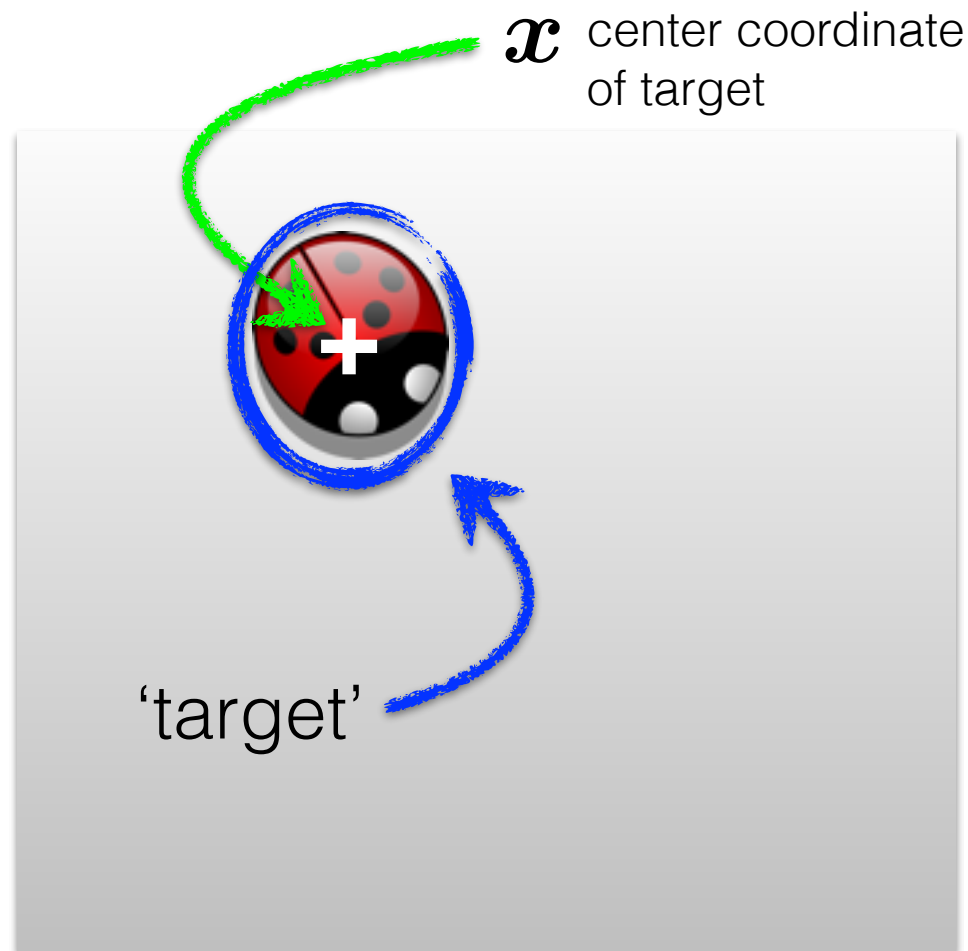 x center coordinate
of target
‘target’